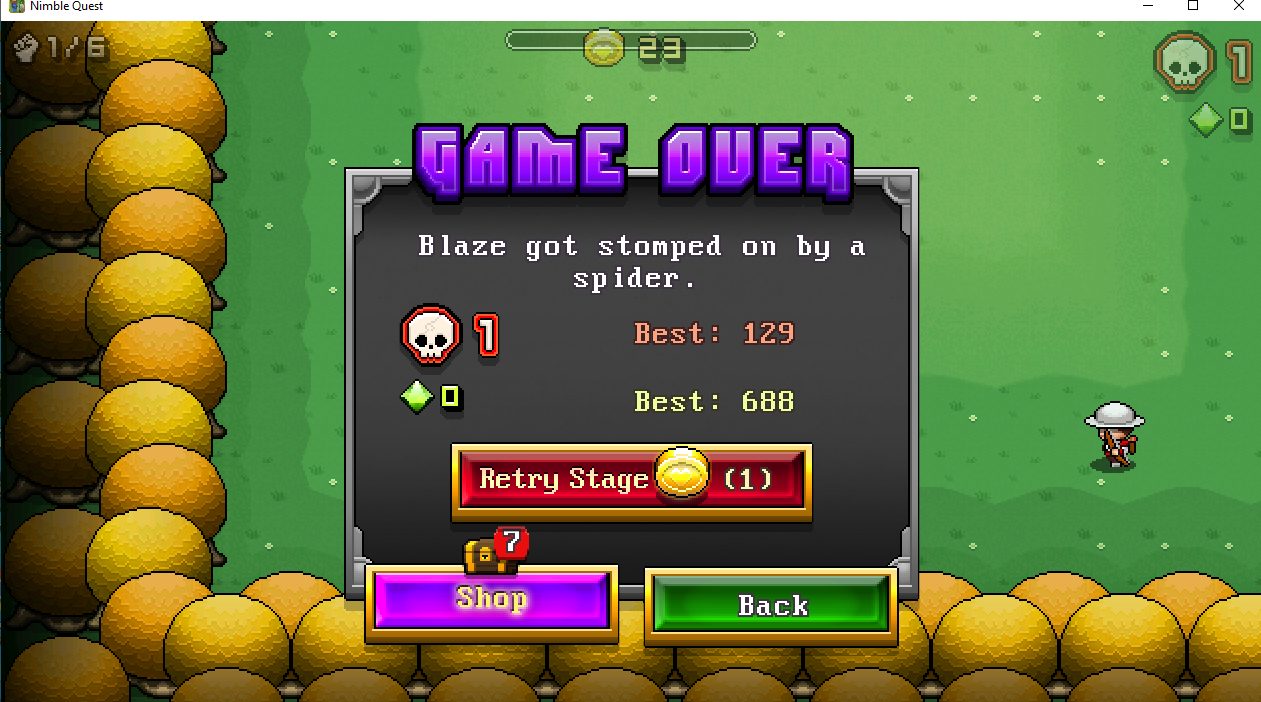 Nimble Quest
1/6
23
1
0
GAME OVER
Blaze got stomped on by a
spider.
1
Best: 129
0
Best: 688
Retry Stage (1)
7
Shop
Back